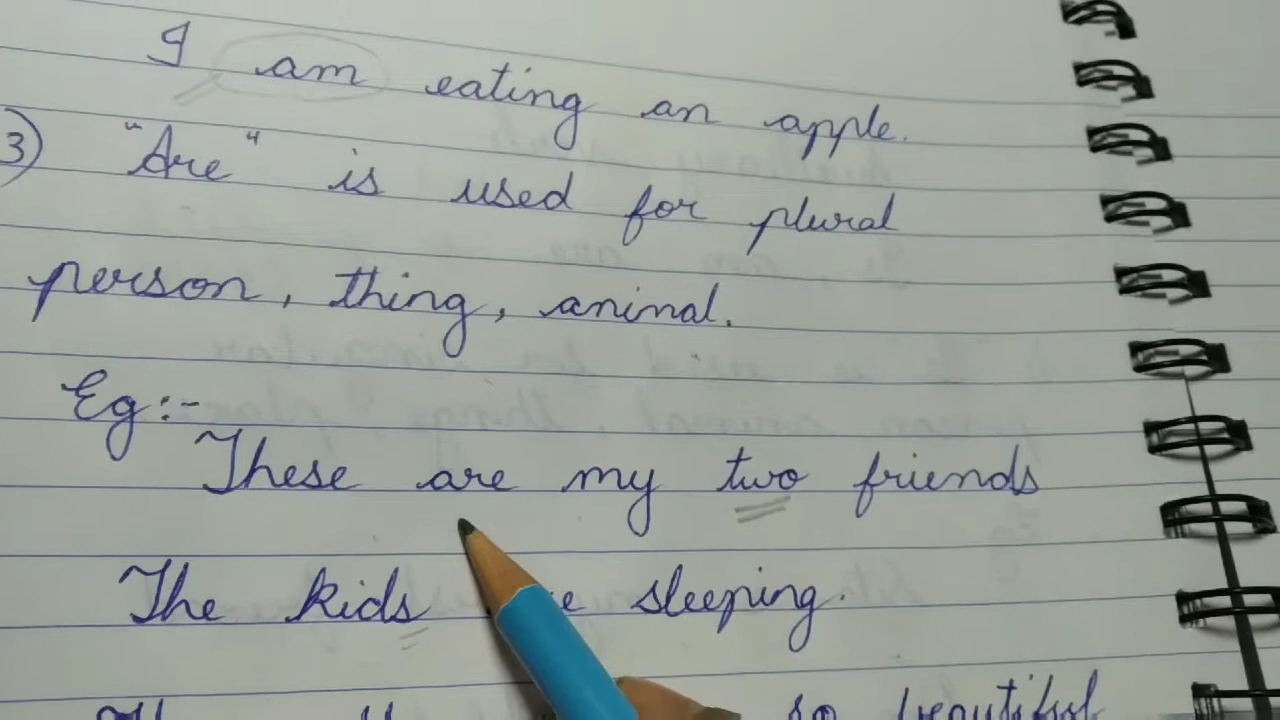 I am eating an apple.
3) "Are" is used for plural
person, thing, animal.
Eg:-
These are my two friends
The kids sleeping.
so beautiful